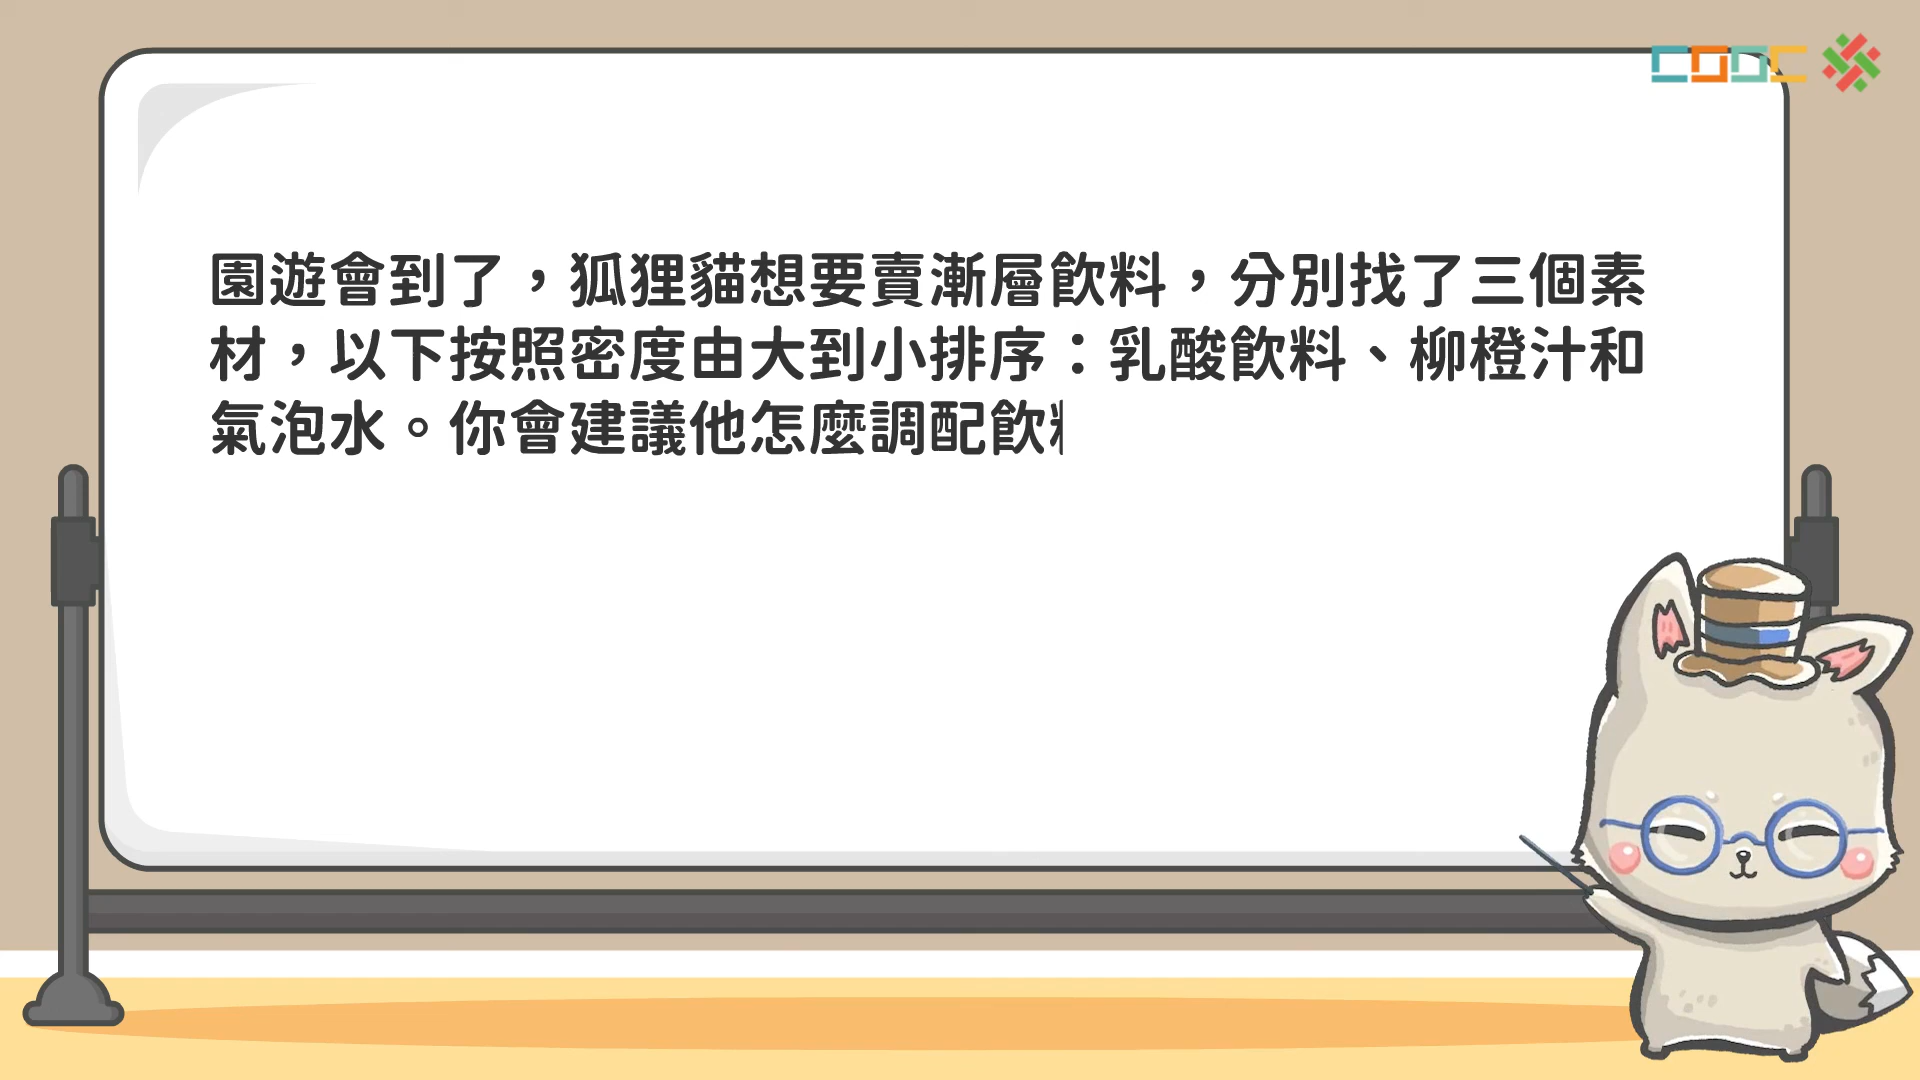 COOC
園遊會到了，狐狸貓想要賣漸層飲料，分別找了三個素
材，以下按照密度由大到小排序：乳酸飲料、柳橙汁和
氣泡水。你會建議他怎麼調配飲